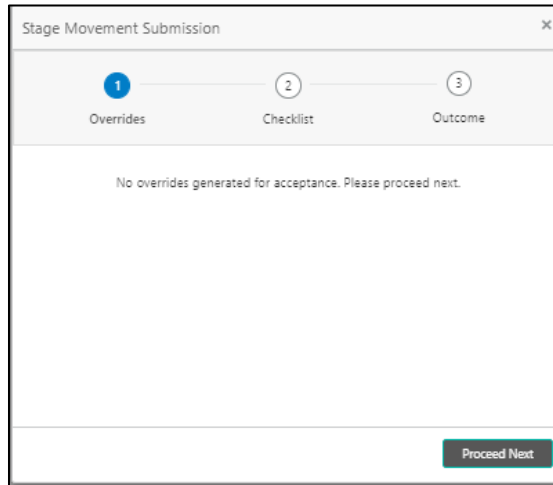 Stage Movement Submission ×
1 2 3
Overrides Checklist Outcome
No overrides generated for acceptance. Please proceed next.
Proceed Next